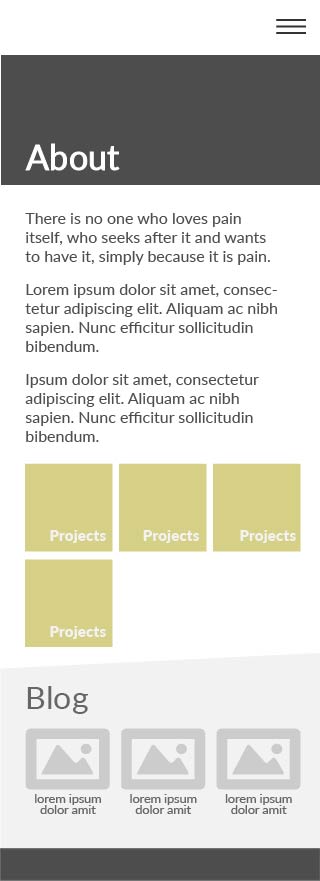 About
There is no one who loves pain
itself, who seeks after it and wants
to have it, simply because it is pain.
Lorem ipsum dolor sit amet, consec-
tetur adipiscing elit. Aliquam ac nibh
sapien. Nunc efficitur sollicitudin
bibendum.
Ipsum dolor sit amet, consectetur
adipiscing elit. Aliquam ac nibh
sapien. Nunc efficitur sollicitudin
bibendum.
Projects
Projects
Projects
Projects
Blog
lorem ipsum
dolor amit
lorem ipsum
dolor amit
lorem ipsum
dolor amit